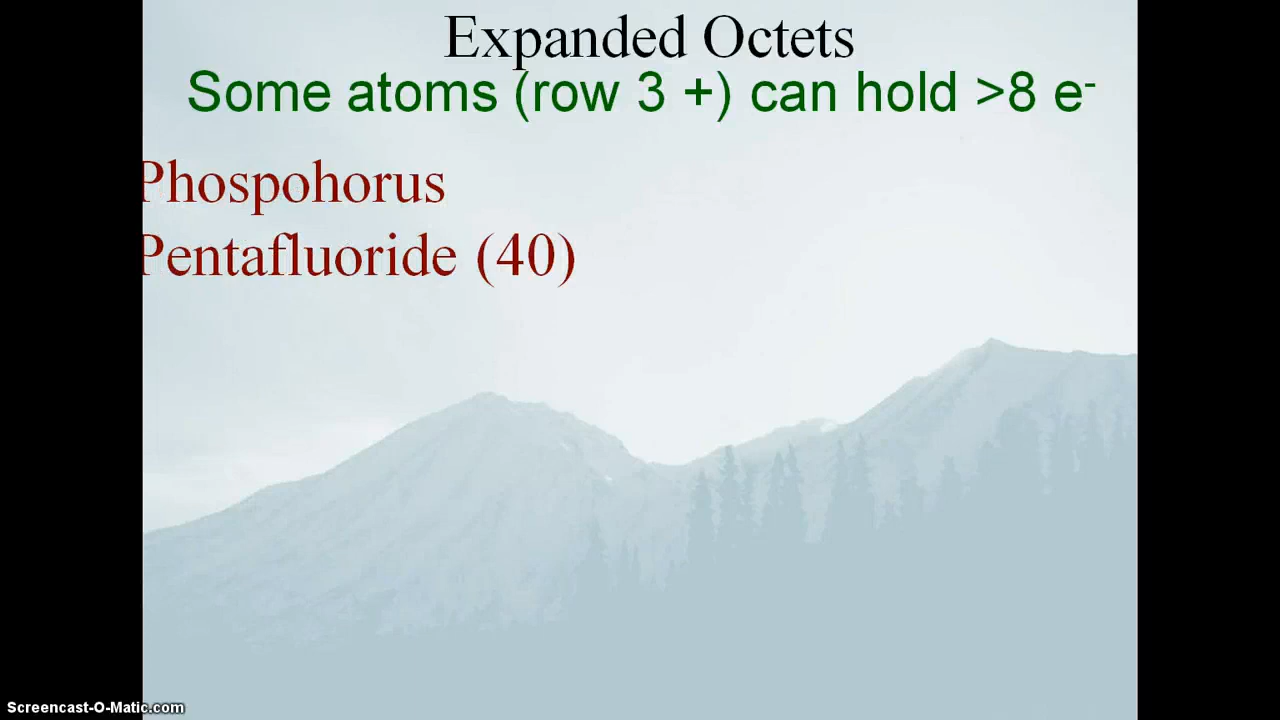 Expanded Octets
Some atoms (row 3 +) can hold >8 e-
Phospohorus
Pentafluoride (40)
Screencast-O-Matic.com